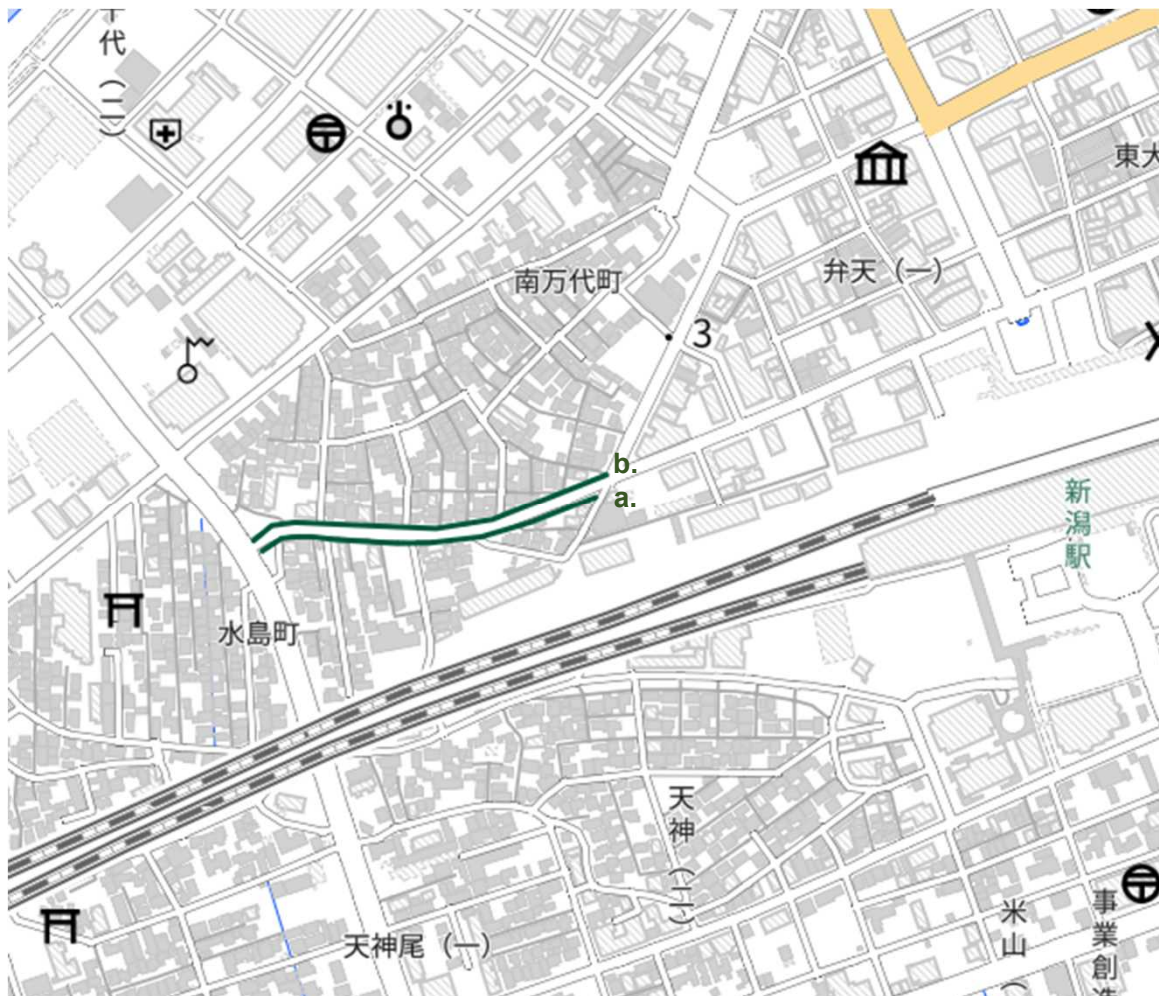 代(二)
東大
南万代町
弁天(一)
3
b.
a.
新潟駅
水島町
天神(二)
米山(
事業創造
天神尾(一)